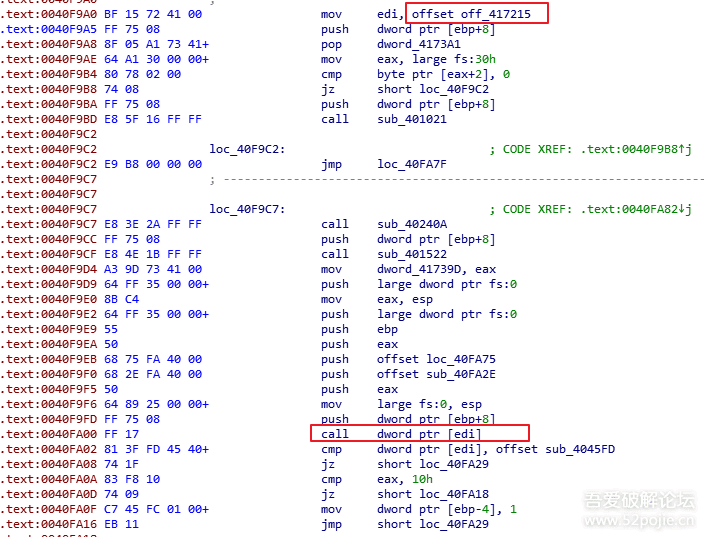 .text:0040F9A0 ;
.text:0040F9A0 BF 15 72 41 00 mov edi, offset off_417215
.text:0040F9A5 FF 75 08 push dword ptr [ebp+8]
.text:0040F9A8 8F 05 A1 73 41+ pop dword_4173A1
.text:0040F9AE 64 A1 30 00 00+ mov eax, large fs:30h
.text:0040F9B4 80 78 02 00 cmp byte ptr [eax+2], 0
.text:0040F9B8 74 08 jz short loc_40F9C2
.text:0040F9BA FF 75 08 push dword ptr [ebp+8]
.text:0040F9BD E8 5F 16 FF FF call sub_401021
.text:0040F9C2
.text:0040F9C2 loc_40F9C2: ; CODE XREF: .text:0040F9B8↑j
.text:0040F9C2 E9 B8 00 00 00 jmp loc_40FA7F
.text:0040F9C7 ; ---------------------------------------------------------------
.text:0040F9C7
.text:0040F9C7 loc_40F9C7: ; CODE XREF: .text:0040FA82↓j
.text:0040F9C7 E8 3E 2A FF FF call sub_40240A
.text:0040F9CC FF 75 08 push dword ptr [ebp+8]
.text:0040F9CF E8 4E 1B FF FF call sub_401522
.text:0040F9D4 A3 9D 73 41 00 mov dword_41739D, eax
.text:0040F9D9 64 FF 35 00 00+ push large dword ptr fs:0
.text:0040F9E0 8B C4 mov eax, esp
.text:0040F9E2 64 FF 35 00 00+ push large dword ptr fs:0
.text:0040F9E9 55 push ebp
.text:0040F9EA 50 push eax
.text:0040F9EB 68 75 FA 40 00 push offset loc_40FA75
.text:0040F9F0 68 2E FA 40 00 push offset sub_40FA2E
.text:0040F9F5 50 push eax
.text:0040F9F6 64 89 25 00 00+ mov large fs:0, esp
.text:0040F9FD FF 75 08 push dword ptr [ebp+8]
.text:0040FA00 FF 17 call dword ptr [edi]
.text:0040FA02 81 3F FD 45 40+ cmp dword ptr [edi], offset sub_4045FD
.text:0040FA08 74 1F jz short loc_40FA29
.text:0040FA0A 83 F8 10 cmp eax, 10h
.text:0040FA0D 74 09 jz short loc_40FA18
.text:0040FA0F C7 45 FC 01 00+ mov dword ptr [ebp-4], 1
.text:0040FA16 EB 11 jmp short loc_40FA29
吾爱破解论坛
www.52pojie.cn